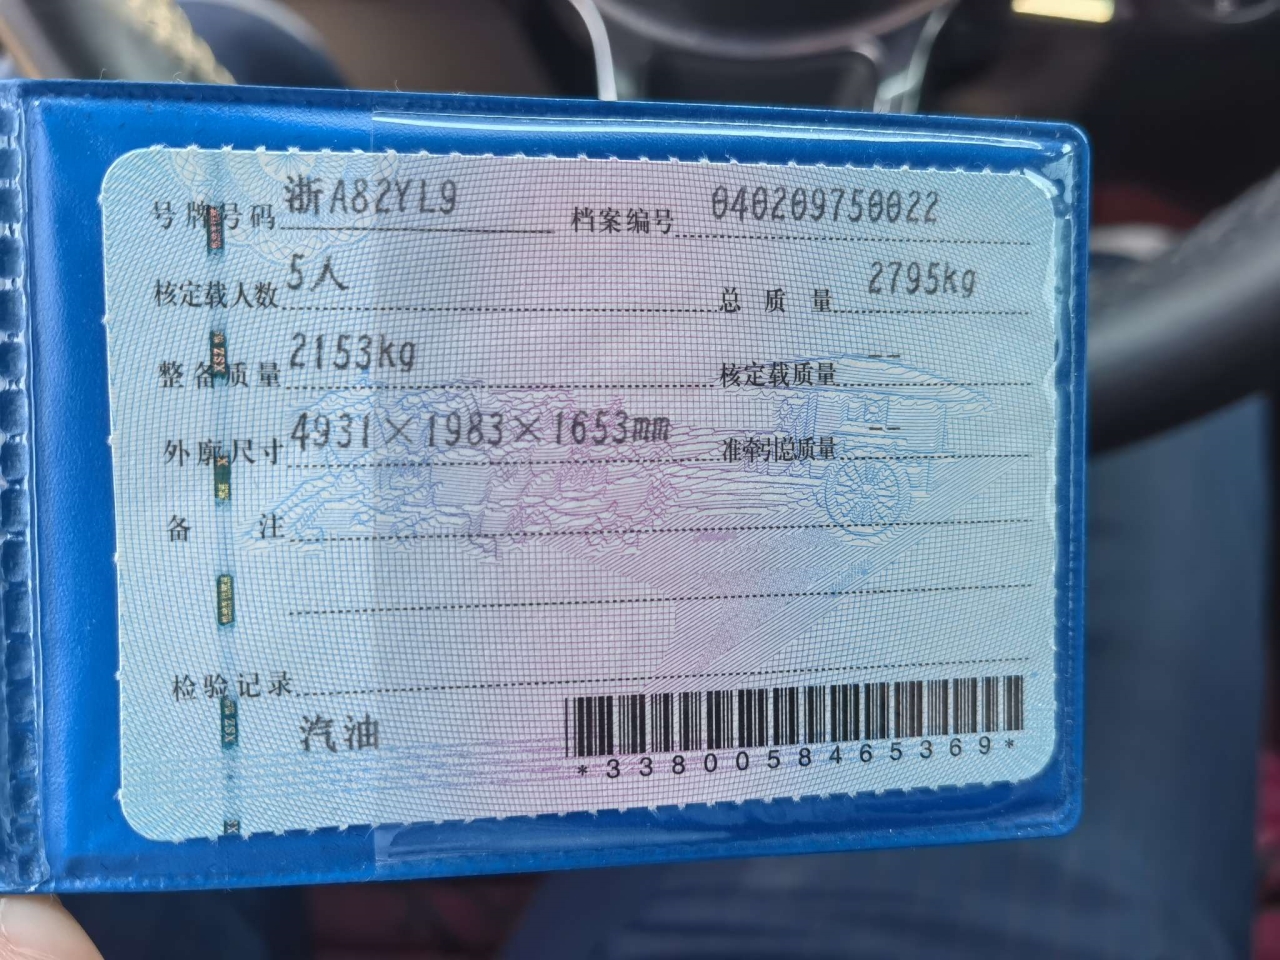 号牌号码 浙A82YL9 档案编号 040209750022
核定载人数 5人 总质量 2795kg
整备质量 2153kg 核定载质量 --
外廓尺寸 4931×1983×1653mm 准牵引总质量 --
备注
检验记录
汽油
*3380058465369*
XSZ
XSZ